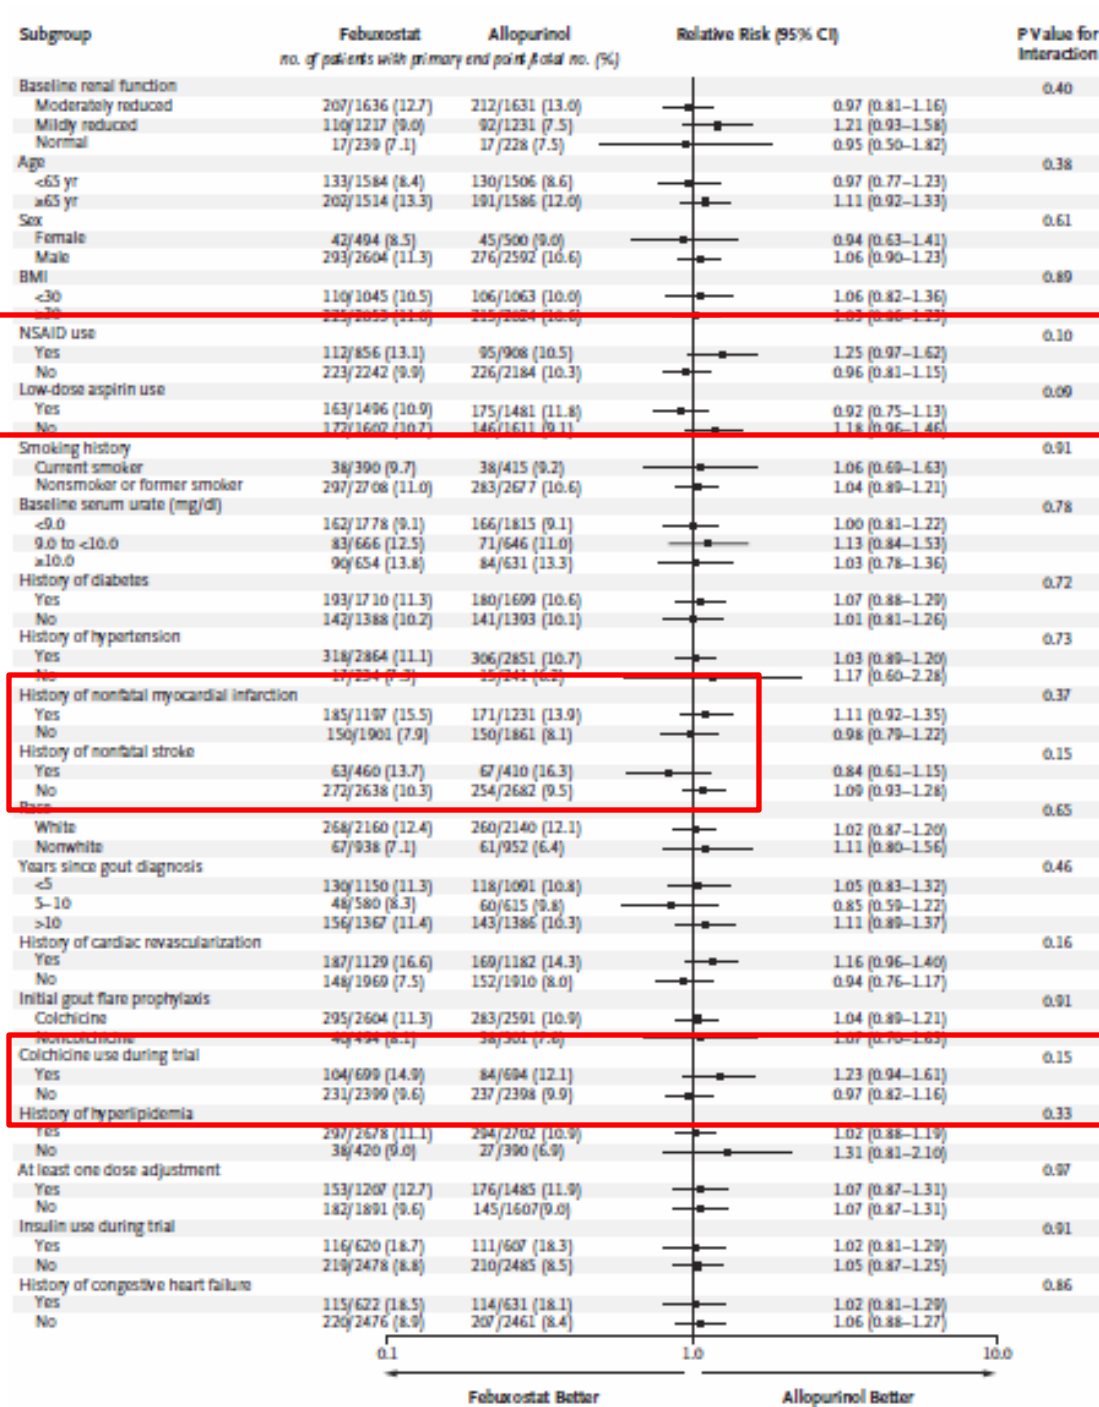 Subgroup Febuxostat Allopurinol Relative Risk (95% CI) P Value for
no. of patients with primary end point/total no. (%) Interaction
Baseline renal function 0.40
Moderately reduced 207/1636 (12.7) 212/1631 (13.0) 0.97 (0.81–1.16)
Mildly reduced 110/1217 (9.0) 92/1231 (7.5) 1.21 (0.93–1.58)
Normal 17/239 (7.1) 17/228 (7.5) 0.95 (0.50–1.82)
Age 0.38
<65 yr 133/1584 (8.4) 130/1506 (8.6) 0.97 (0.77–1.23)
≥65 yr 202/1514 (13.3) 191/1586 (12.0) 1.11 (0.92–1.33)
Sex 0.61
Female 42/494 (8.5) 45/500 (9.0) 0.94 (0.63–1.41)
Male 293/2604 (11.3) 276/2592 (10.6) 1.06 (0.90–1.23)
BMI 0.89
<30 110/1045 (10.5) 106/1063 (10.0) 1.06 (0.82–1.36)
NSAID use 0.10
Yes 112/856 (13.1) 95/908 (10.5) 1.25 (0.97–1.62)
No 223/2242 (9.9) 226/2184 (10.3) 0.96 (0.81–1.15)
Low-dose aspirin use 0.09
Yes 163/1496 (10.9) 175/1481 (11.8) 0.92 (0.75–1.13)
No 172/1602 (10.7) 146/1611 (9.1) 1.18 (0.96–1.46)
Smoking history 0.91
Current smoker 38/390 (9.7) 38/415 (9.2) 1.06 (0.69–1.63)
Nonsmoker or former smoker 297/2708 (11.0) 283/2677 (10.6) 1.04 (0.89–1.21)
Baseline serum urate (mg/dl) 0.78
<9.0 162/1778 (9.1) 166/1815 (9.1) 1.00 (0.81–1.22)
9.0 to <10.0 83/666 (12.5) 71/646 (11.0) 1.13 (0.84–1.53)
≥10.0 90/654 (13.8) 84/631 (13.3) 1.03 (0.78–1.36)
History of diabetes 0.72
Yes 193/1710 (11.3) 180/1699 (10.6) 1.07 (0.88–1.29)
No 142/1388 (10.2) 141/1393 (10.1) 1.01 (0.81–1.26)
History of hypertension 0.73
Yes 318/2864 (11.1) 306/2851 (10.7) 1.03 (0.89–1.20)
No 1.17 (0.60–2.28)
History of nonfatal myocardial infarction 0.37
Yes 185/1197 (15.5) 171/1231 (13.9) 1.11 (0.92–1.35)
No 150/1901 (7.9) 150/1861 (8.1) 0.98 (0.79–1.22)
History of nonfatal stroke 0.15
Yes 63/460 (13.7) 67/410 (16.3) 0.84 (0.61–1.15)
No 272/2638 (10.3) 254/2682 (9.5) 1.09 (0.93–1.28)
Race 0.65
White 268/2160 (12.4) 260/2140 (12.1) 1.02 (0.87–1.20)
Nonwhite 67/938 (7.1) 61/952 (6.4) 1.11 (0.80–1.56)
Years since gout diagnosis 0.46
<5 130/1150 (11.3) 118/1091 (10.8) 1.05 (0.83–1.32)
5–10 48/580 (8.3) 60/615 (9.8) 0.85 (0.59–1.22)
>10 156/1367 (11.4) 143/1386 (10.3) 1.11 (0.89–1.37)
History of cardiac revascularization 0.16
Yes 187/1129 (16.6) 169/1182 (14.3) 1.16 (0.96–1.40)
No 148/1969 (7.5) 152/1910 (8.0) 0.94 (0.76–1.17)
Initial gout flare prophylaxis 0.91
Colchicine 295/2604 (11.3) 283/2591 (10.9) 1.04 (0.89–1.21)
Noncolchicine 40/494 (8.1) 38/501 (7.6) 1.07 (0.70–1.63)
Colchicine use during trial 0.15
Yes 104/699 (14.9) 84/694 (12.1) 1.23 (0.94–1.61)
No 231/2399 (9.6) 237/2398 (9.9) 0.97 (0.82–1.16)
History of hyperlipidemia 0.33
Yes 297/2678 (11.1) 294/2702 (10.9) 1.02 (0.88–1.19)
No 38/420 (9.0) 27/390 (6.9) 1.31 (0.81–2.10)
At least one dose adjustment 0.97
Yes 153/1207 (12.7) 176/1485 (11.9) 1.07 (0.87–1.31)
No 182/1891 (9.6) 145/1607(9.0) 1.07 (0.87–1.31)
Insulin use during trial 0.91
Yes 116/620 (18.7) 111/607 (18.3) 1.02 (0.81–1.29)
No 219/2478 (8.8) 210/2485 (8.5) 1.05 (0.87–1.25)
History of congestive heart failure 0.86
Yes 115/622 (18.5) 114/631 (18.1) 1.02 (0.81–1.29)
No 220/2476 (8.9) 207/2461 (8.4) 1.06 (0.88–1.27)
0.1 1.0 10.0
Febuxostat Better Allopurinol Better